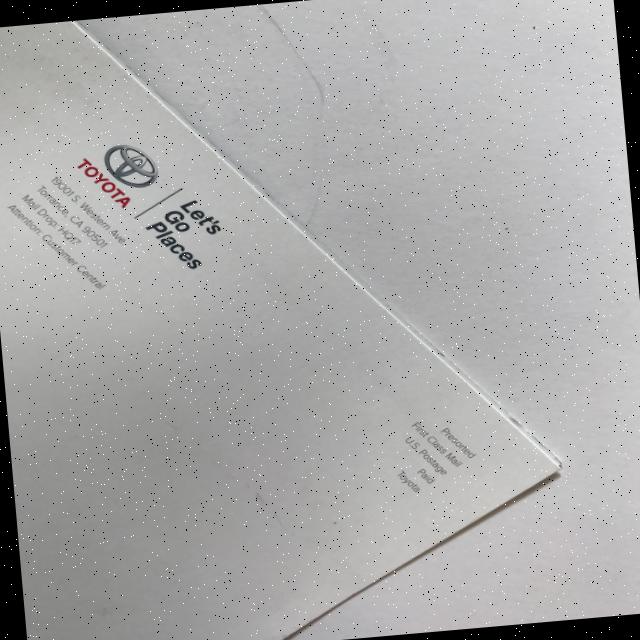 TOYOTA
Let's
Go
Places
19001 S. Western Ave.
Torrance, CA 90501
Mail Drop: HQ17
Attention: Customer Central
Presorted
First Class Mail
U.S. Postage
Paid
Toyota